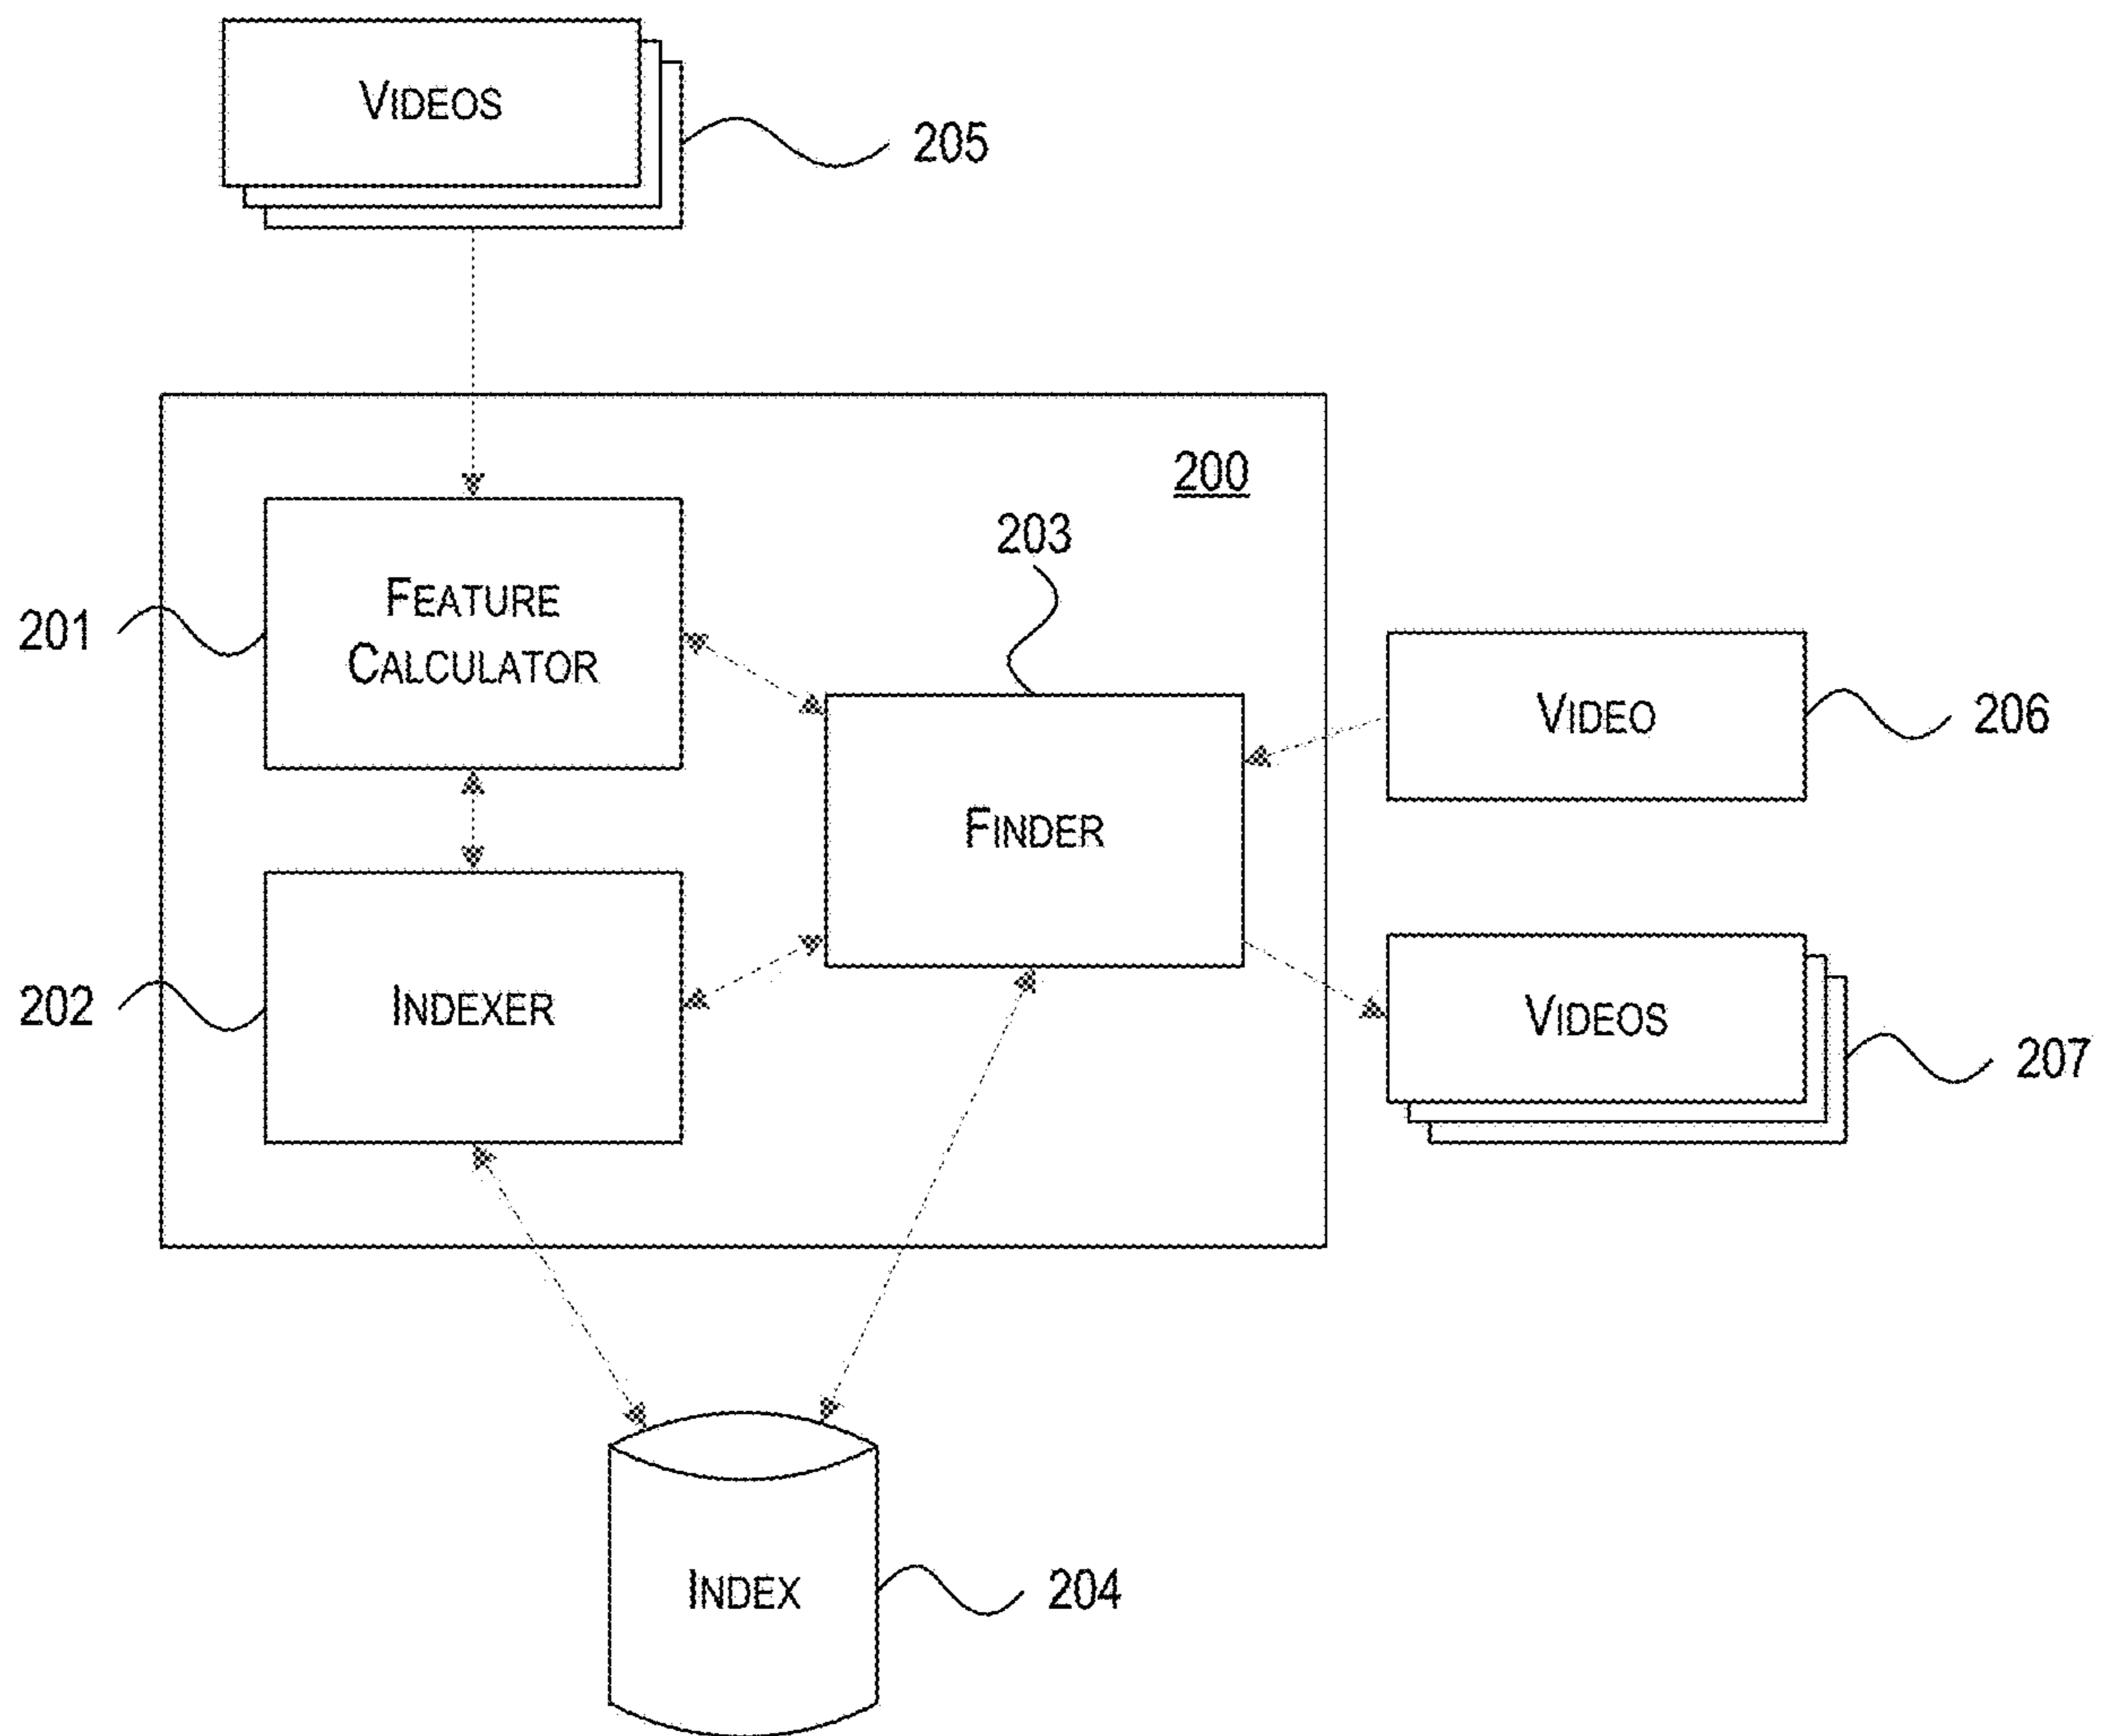 VIDEOS
205
200
203
FEATURE
CALCULATOR
201
VIDEO
206
FINDER
INDEXER
202
VIDEOS
207
INDEX
204